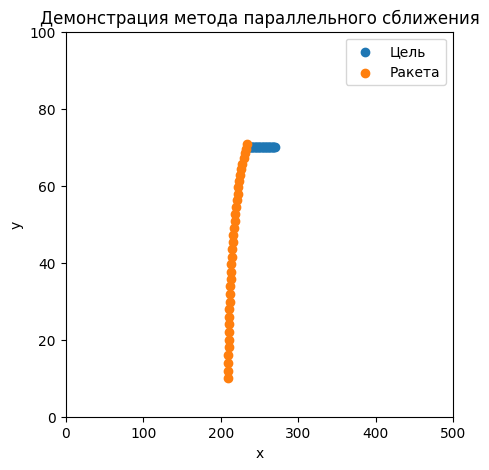 Демонстрация метода параллельного сближения
100
80
60
40
20
0
y
Цель
Ракета
0 100 200 300 400 500
x